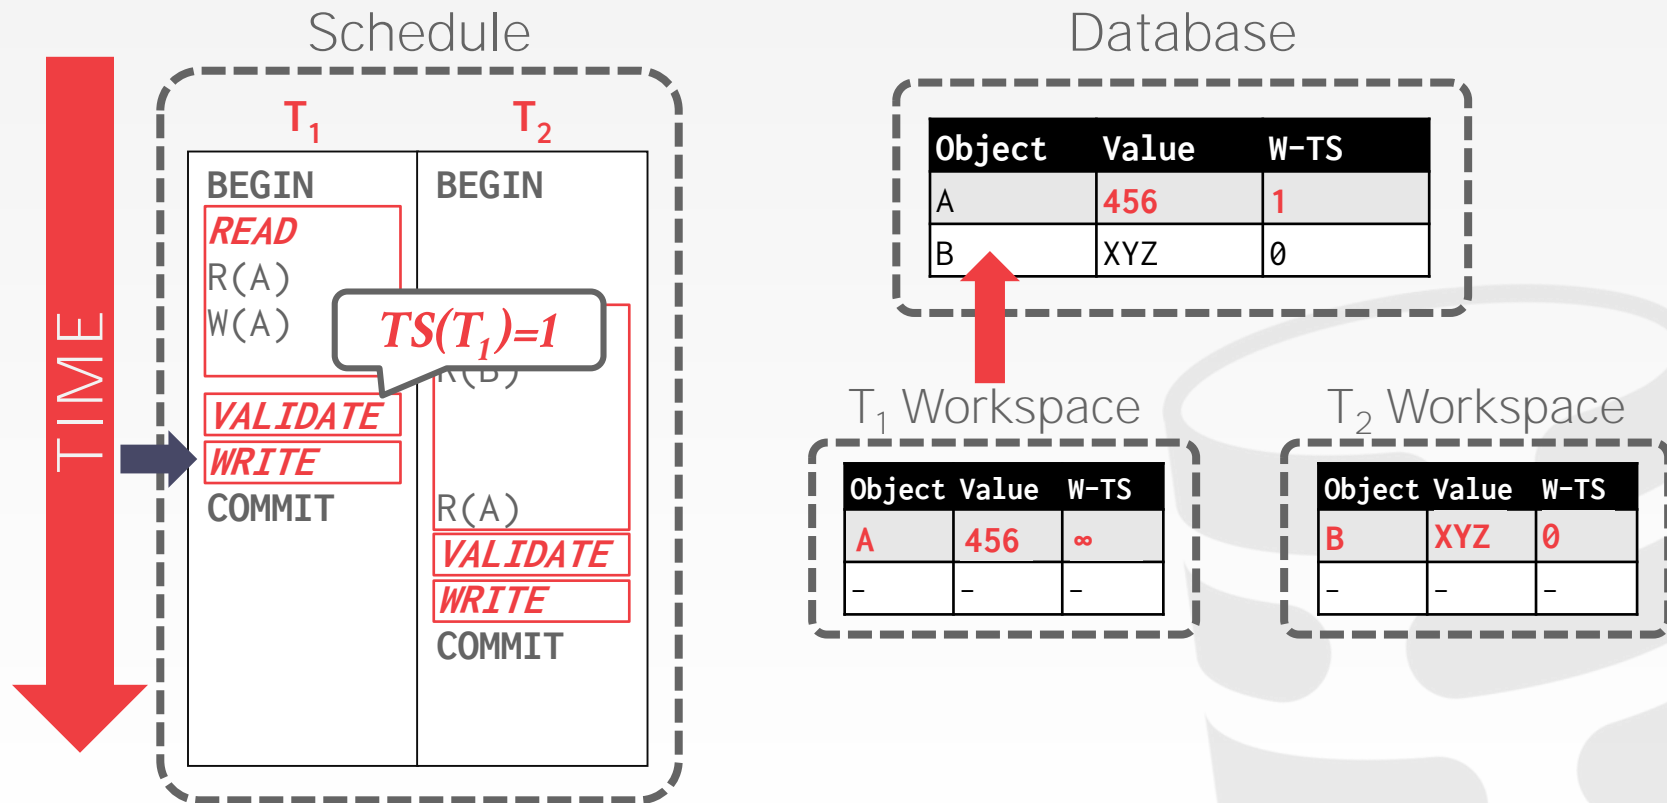 Schedule
Database
TIME
T1 T2
BEGIN BEGIN
READ
R(A)
W(A)
TS(T1)=1
R(B)
VALIDATE
WRITE
COMMIT
R(A)
VALIDATE
WRITE
COMMIT
Object Value W-TS
A 456 1
B XYZ 0
T1 Workspace
Object Value W-TS
A 456 ∞
- - -
T2 Workspace
Object Value W-TS
B XYZ 0
- - -